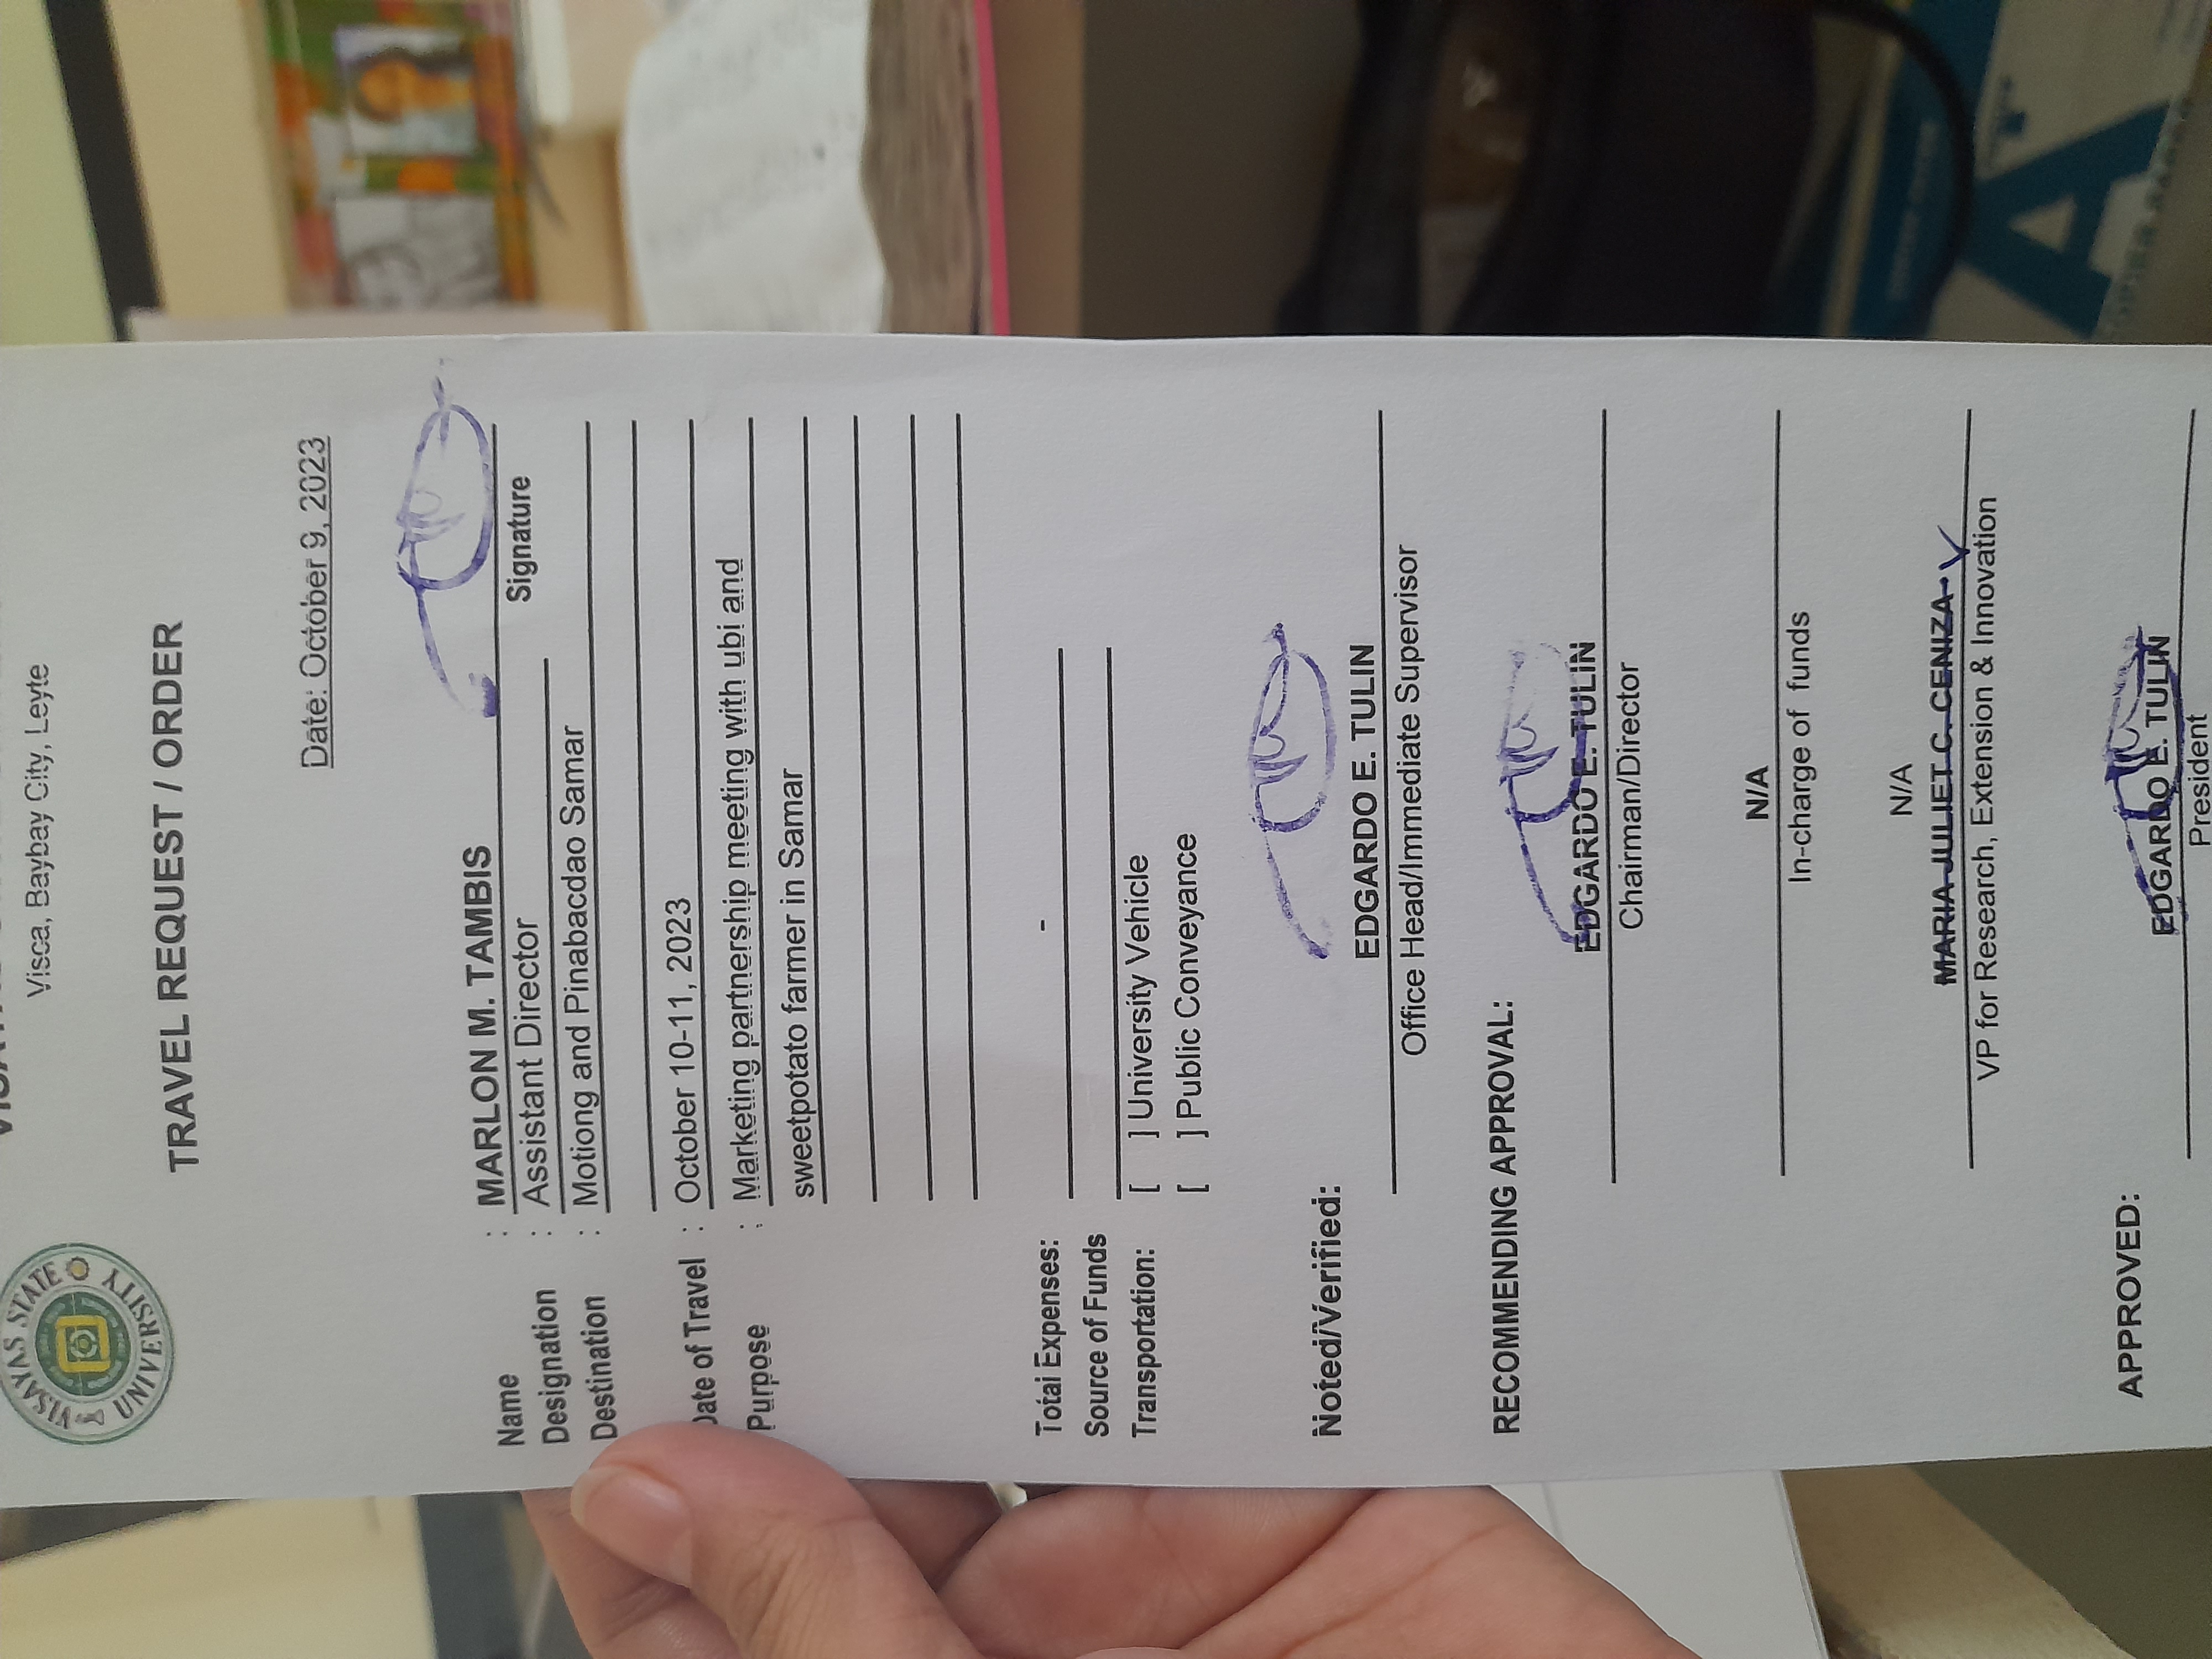 VISAYAS STATE UNIVERSITY
Visca, Baybay City, Leyte
TRAVEL REQUEST / ORDER
Date: October 9, 2023
Name : MARLON M. TAMBIS
Signature
Designation : Assistant Director
Destination : Motiong and Pinabacdao Samar
Date of Travel : October 10-11, 2023
Purpose : Marketing partnership meeting with ubi and
sweetpotato farmer in Samar
Total Expenses: -
Source of Funds
Transportation: [ ] University Vehicle
[ ] Public Conveyance
Noted/Verified:
EDGARDO E. TULIN
Office Head/Immediate Supervisor
RECOMMENDING APPROVAL:
EDGARDO E. TULIN
Chairman/Director
N/A
In-charge of funds
N/A
MARIA JULIET C. CENIZA
VP for Research, Extension & Innovation
APPROVED:
EDGARDO E. TULIN
President